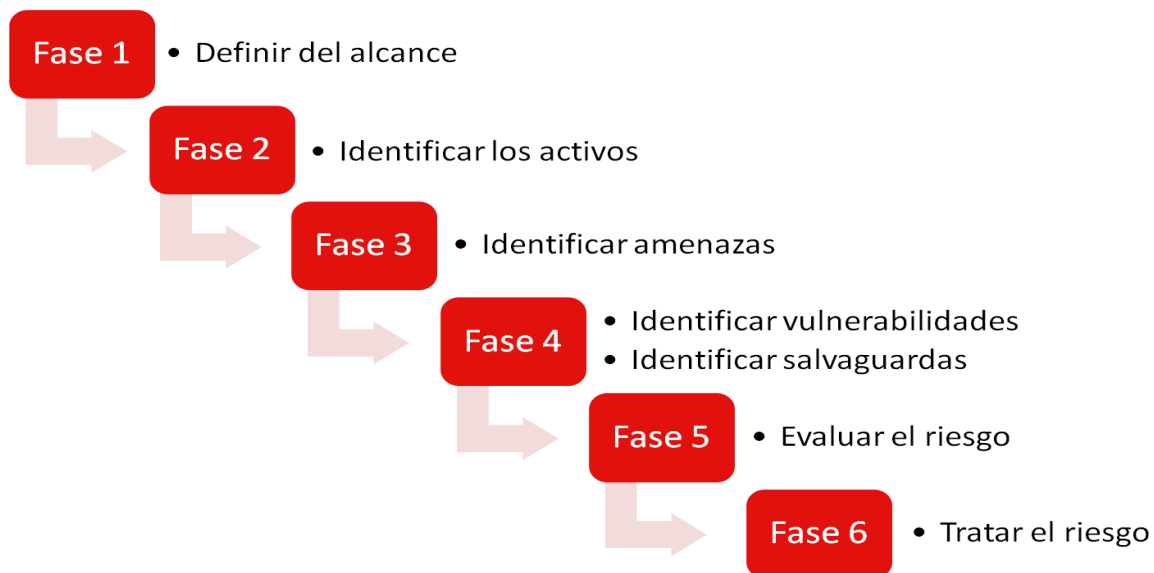 Fase 1
• Definir del alcance
Fase 2
• Identificar los activos
Fase 3
• Identificar amenazas
Fase 4
• Identificar vulnerabilidades
• Identificar salvaguardas
Fase 5
• Evaluar el riesgo
Fase 6
• Tratar el riesgo